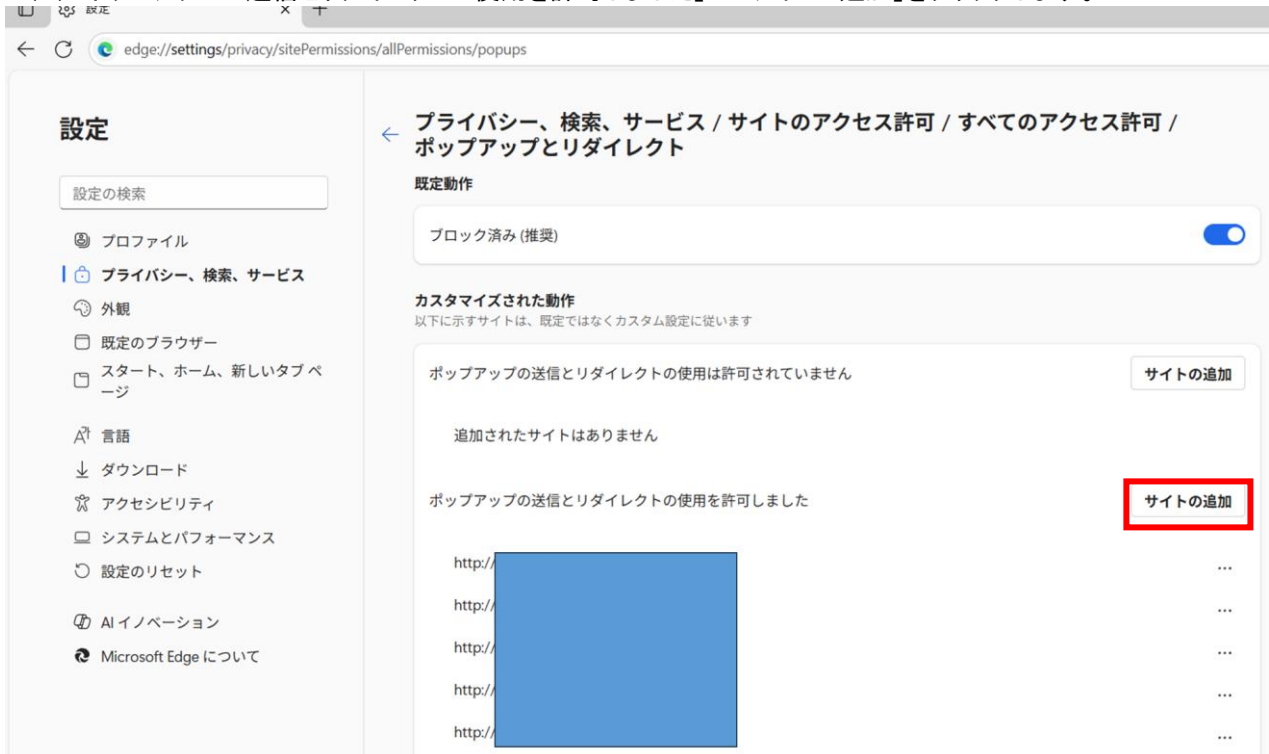 設定
edge://settings/privacy/sitePermissions/allPermissions/popups
設定
プライバシー、検索、サービス / サイトのアクセス許可 / すべてのアクセス許可 /
ポップアップとリダイレクト
設定の検索
既定動作
プロファイル
ブロック済み (推奨)
プライバシー、検索、サービス
外観
カスタマイズされた動作
以下に示すサイトは、既定ではなくカスタム設定に従います
既定のブラウザー
スタート、ホーム、新しいタブ ペ
ージ
ポップアップの送信とリダイレクトの使用は許可されていません
サイトの追加
言語
追加されたサイトはありません
ダウンロード
アクセシビリティ
ポップアップの送信とリダイレクトの使用を許可しました
サイトの追加
システムとパフォーマンス
設定のリセット
http://
...
http://
...
AI イノベーション
http://
...
Microsoft Edge について
http://
...
http://
...